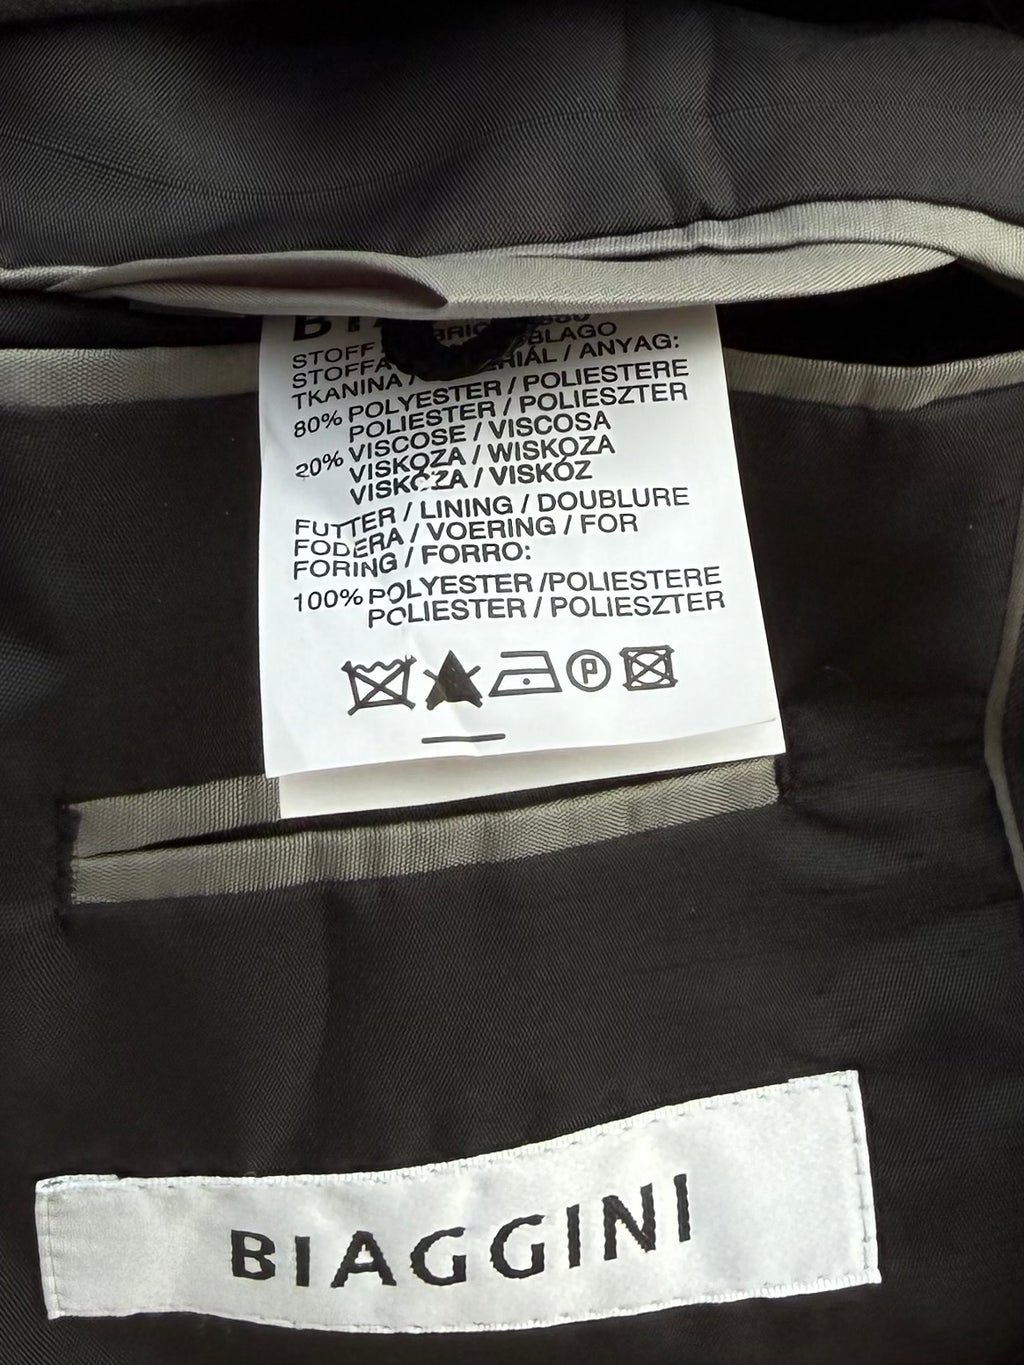 STOFF
STOFFA / ANYAG:
TKANINA /
80% POLYESTER / POLIESTERE
POLIESTER / POLIESZTER
20% VISCOSE / VISCOSA
VISKOZA / WISKOZA
VISKOZA / VISKÓZ
FUTTER / LINING / DOUBLURE
FODERA / VOERING / FOR
FORING / FORRO:
100% POLYESTER /POLIESTERE
POLIESTER / POLIESZTER
P
BIAGGINI